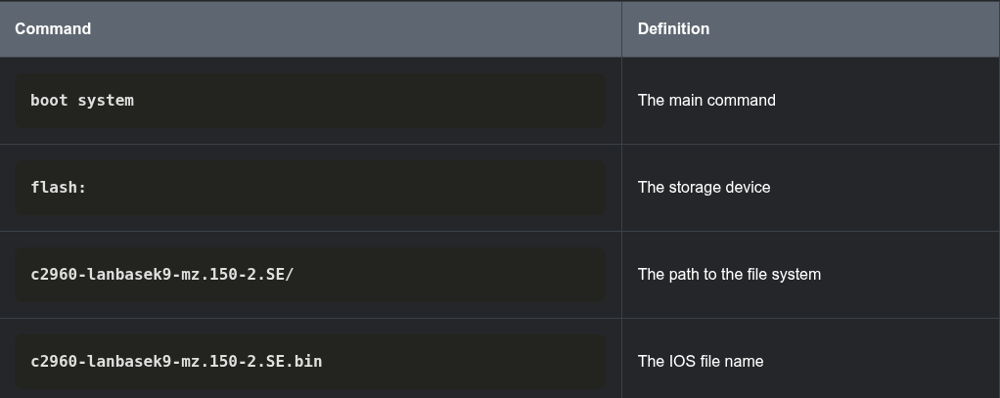 Command Definition
boot system The main command
flash: The storage device
c2960-lanbasek9-mz.150-2.SE/ The path to the file system
c2960-lanbasek9-mz.150-2.SE.bin The IOS file name